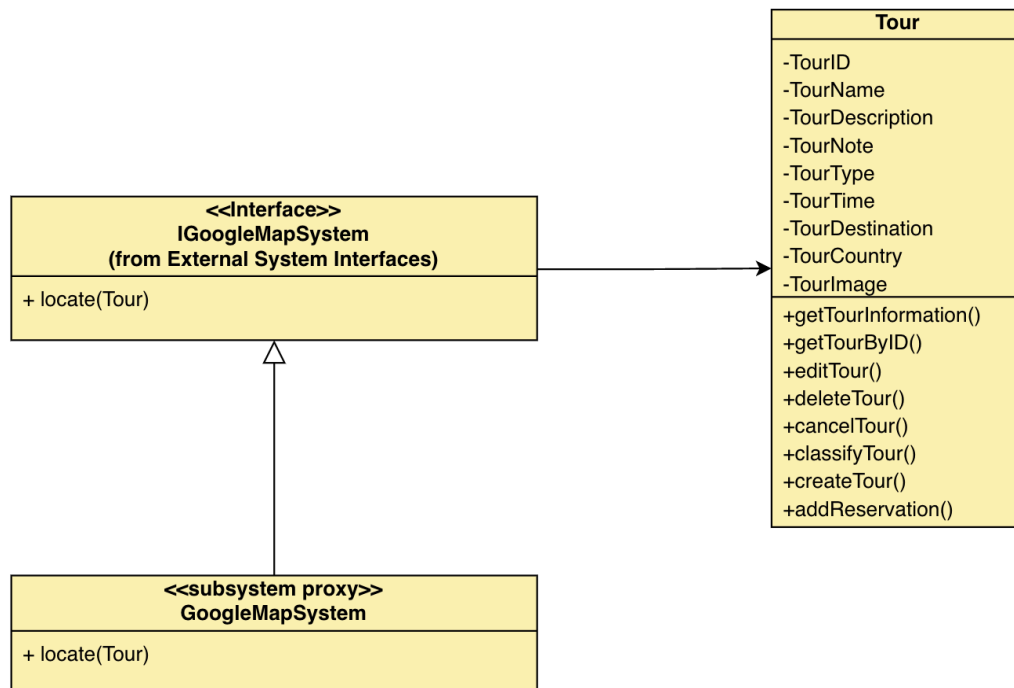 Tour
-TourID
-TourName
-TourDescription
-TourNote
-TourType
-TourTime
-TourDestination
-TourCountry
-TourImage
+getTourInformation()
+getTourByID()
+editTour()
+deleteTour()
+cancelTour()
+classifyTour()
+createTour()
+addReservation()
<<Interface>>
IGoogleMapSystem
(from External System Interfaces)
+ locate(Tour)
<<subsystem proxy>>
GoogleMapSystem
+ locate(Tour)